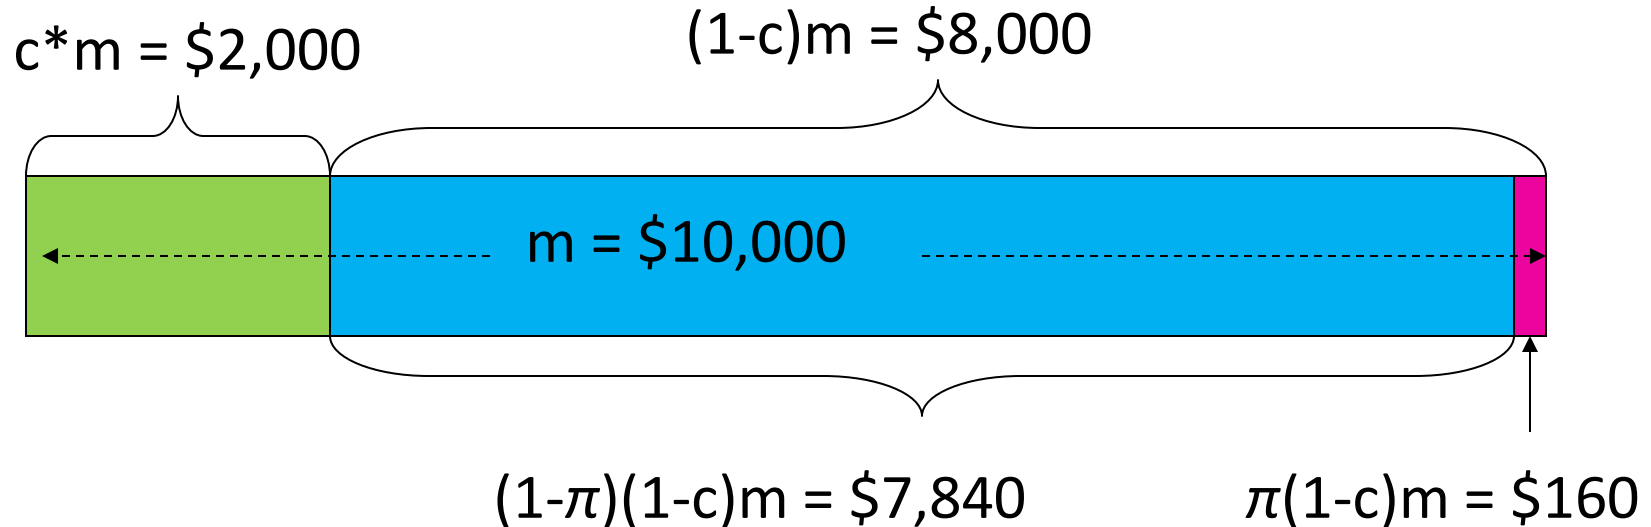 c*m = $2,000
(1-c)m = $8,000
m = $10,000
(1-π)(1-c)m = $7,840
π(1-c)m = $160